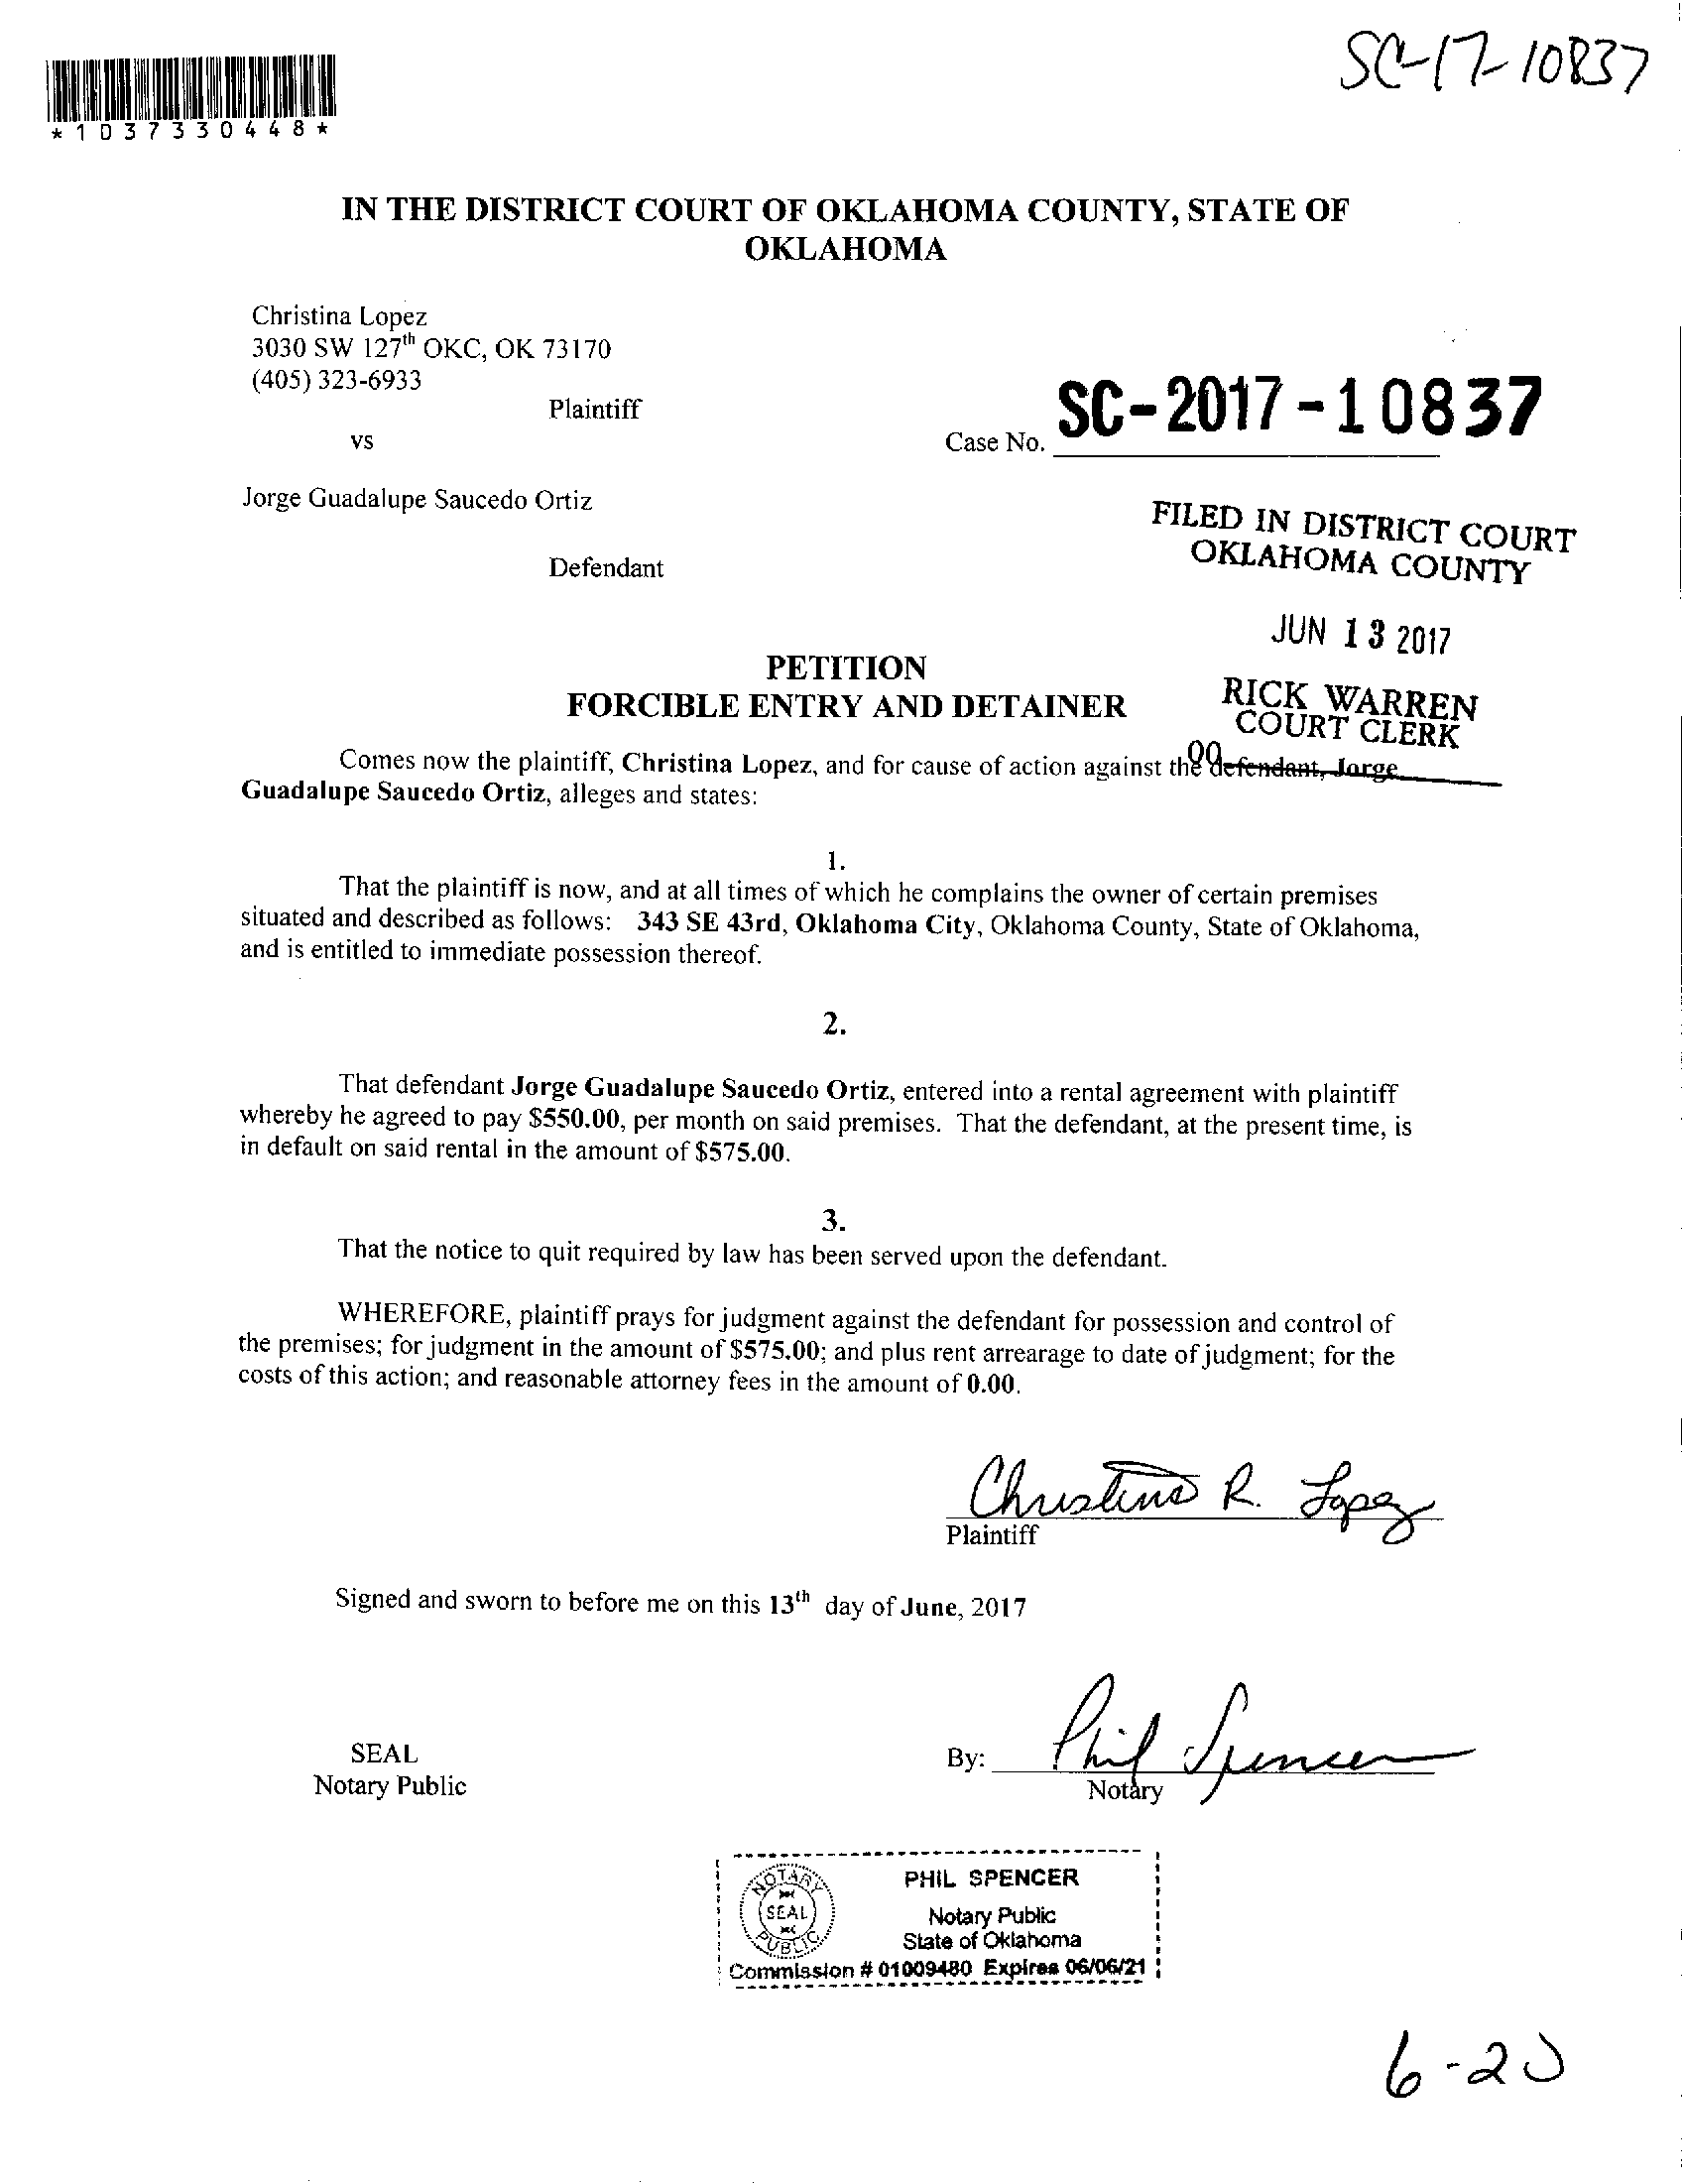 SC-17-10837
*1037330448*
IN THE DISTRICT COURT OF OKLAHOMA COUNTY, STATE OF
OKLAHOMA
Christina Lopez
3030 SW 127th OKC, OK 73170
(405) 323-6933
Plaintiff
vs
Case No. SC-2017-10837
Jorge Guadalupe Saucedo Ortiz
Defendant
FILED IN DISTRICT COURT
OKLAHOMA COUNTY
JUN 13 2017
RICK WARREN
COURT CLERK
PETITION
FORCIBLE ENTRY AND DETAINER
Comes now the plaintiff, Christina Lopez, and for cause of action against the defendant, Jorge
Guadalupe Saucedo Ortiz, alleges and states:
1.
That the plaintiff is now, and at all times of which he complains the owner of certain premises
situated and described as follows: 343 SE 43rd, Oklahoma City, Oklahoma County, State of Oklahoma,
and is entitled to immediate possession thereof.
2.
That defendant Jorge Guadalupe Saucedo Ortiz, entered into a rental agreement with plaintiff
whereby he agreed to pay $550.00, per month on said premises. That the defendant, at the present time, is
in default on said rental in the amount of $575.00.
3.
That the notice to quit required by law has been served upon the defendant.
WHEREFORE, plaintiff prays for judgment against the defendant for possession and control of
the premises; for judgment in the amount of $575.00; and plus rent arrearage to date of judgment; for the
costs of this action; and reasonable attorney fees in the amount of 0.00.
Christina R. Lopez
Plaintiff
Signed and sworn to before me on this 13th day of June, 2017
SEAL
Notary Public
By: Phil Spencer
Notary
NOTARY
SEAL
PUBLIC
PHIL SPENCER
Notary Public
State of Oklahoma
Commission # 01009480 Expires 06/06/21